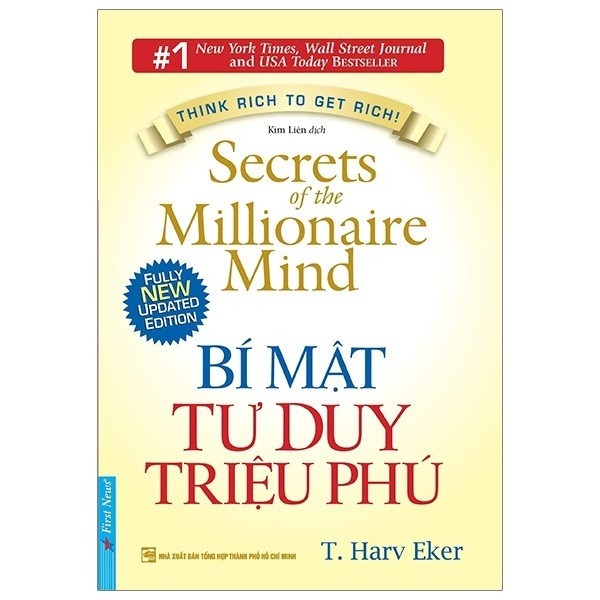 #1 New York Times, Wall Street Journal
and USA Today BESTSELLER
THINK RICH TO GET RICH!
Kim Liên dịch
Secrets
of the
Millionaire
Mind
FULLY
NEW
UPDATED
EDITION
BÍ MẬT
TƯ DUY
TRIỆU PHÚ
First News
NHÀ XUẤT BẢN TỔNG HỢP THÀNH PHỐ HỒ CHÍ MINH
T. Harv Eker